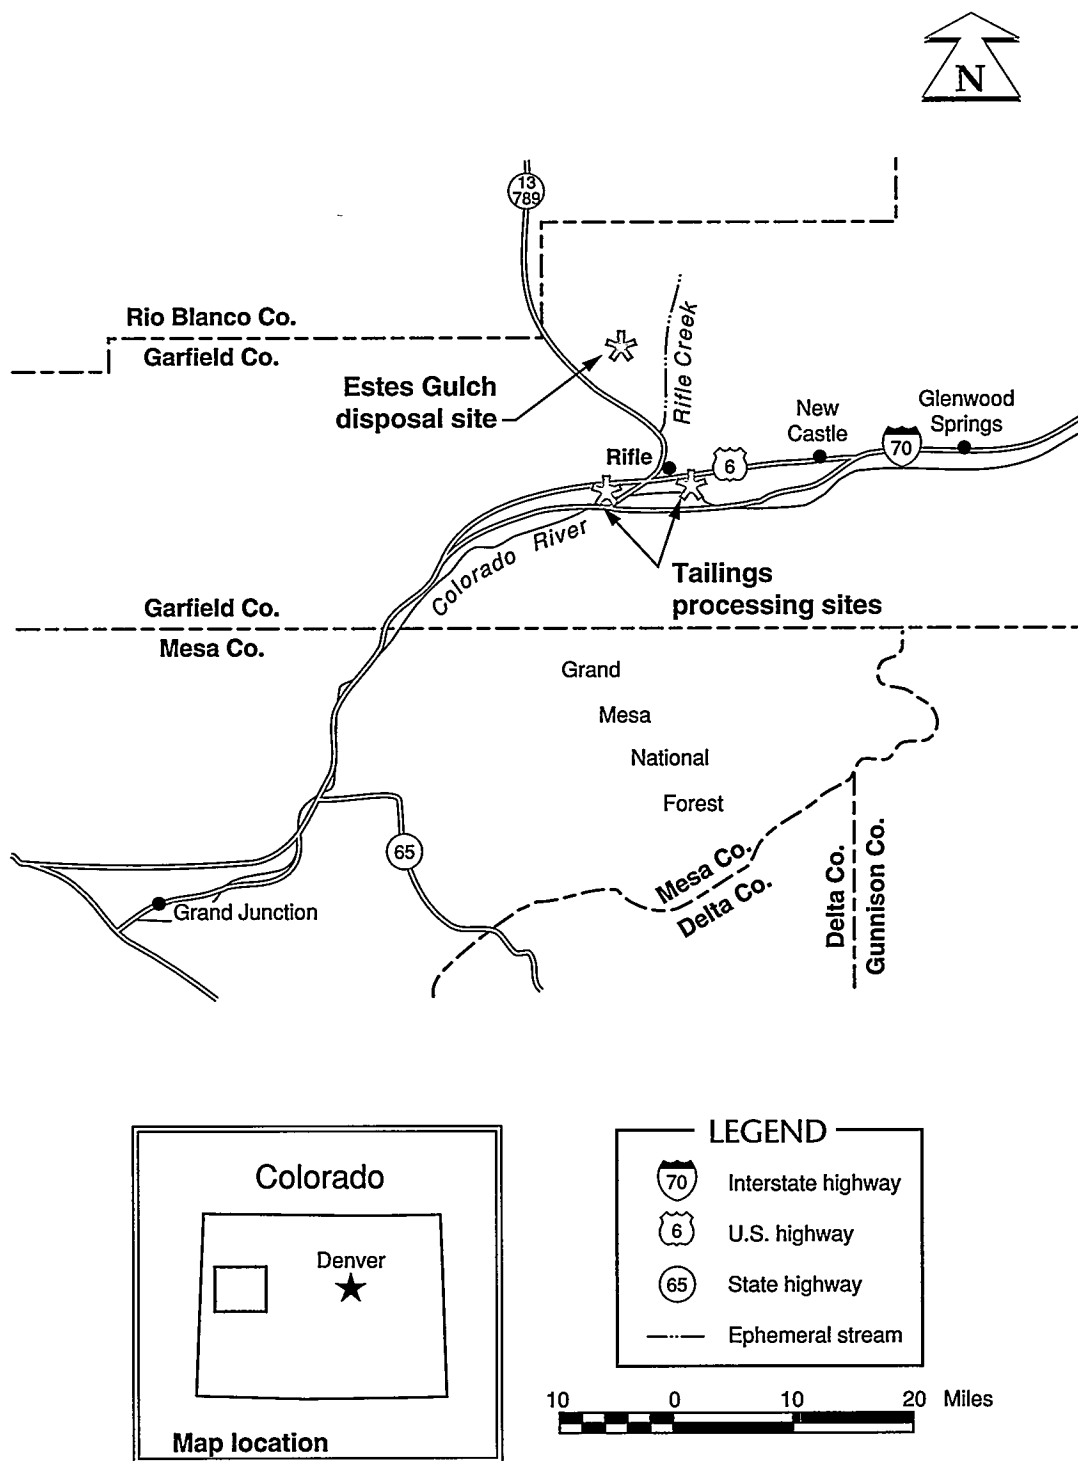 N
13
789
Rio Blanco Co.
Garfield Co.
Estes Gulch
disposal site
Rifle Creek
New
Castle
Glenwood
Springs
70
Rifle
6
Colorado River
Tailings
processing sites
Garfield Co.
Mesa Co.
Grand
Mesa
National
Forest
65
Mesa Co.
Delta Co.
Delta Co.
Gunnison Co.
Grand Junction
Colorado
Denver
Map location
LEGEND
70 Interstate highway
6 U.S. highway
65 State highway
Ephemeral stream
10 0 10 20 Miles